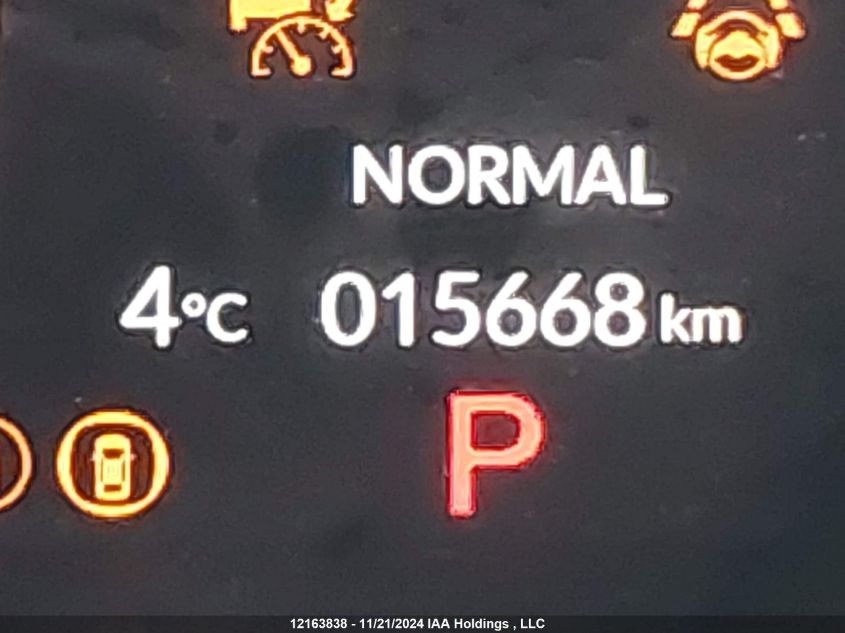 NORMAL
4°C 015668 km
P
12163838 - 11/21/2024 IAA Holdings , LLC